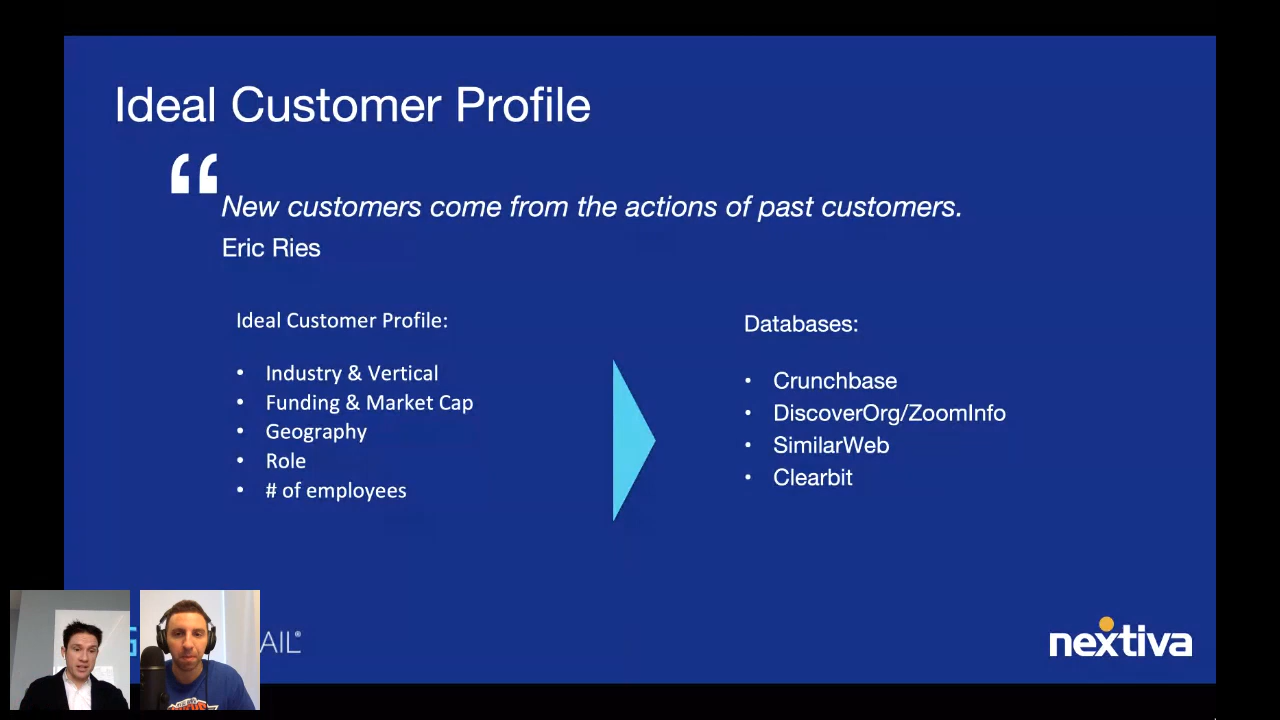 Ideal Customer Profile
“
New customers come from the actions of past customers.
Eric Ries
Ideal Customer Profile:
• Industry & Vertical
• Funding & Market Cap
• Geography
• Role
• # of employees
Databases:
• Crunchbase
• DiscoverOrg/ZoomInfo
• SimilarWeb
• Clearbit
AIL®
nextiva